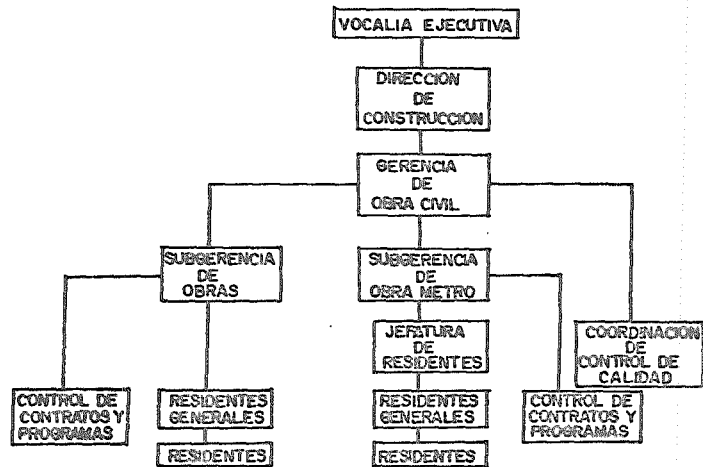 VOCALIA EJECUTIVA
DIRECCION
DE
CONSTRUCCION
GERENCIA
DE
OBRA CIVIL
SUBGERENCIA
DE
OBRAS
SUBGERENCIA
DE
OBRA METRO
JEFATURA
DE
RESIDENTES
COORDINACION
DE
CONTROL DE
CALIDAD
CONTROL DE
CONTRATOS Y
PROGRAMAS
RESIDENTES
GENERALES
RESIDENTES
GENERALES
CONTROL DE
CONTRATOS Y
PROGRAMAS
RESIDENTES
RESIDENTES